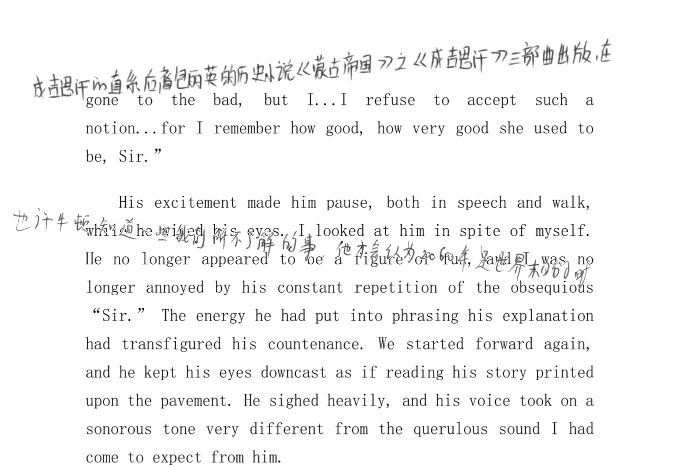 成吉思汗的直系后裔包丽英的历史小说《蒙古帝国》之《成吉思汗》三部曲出版,在
gone to the bad, but I...I refuse to accept such a
notion...for I remember how good, how very good she used to
be, Sir.”
His excitement made him pause, both in speech and walk,
也许牛顿知道一些我们所不了解的事 他本意认为2060年是世界末日的时
while he wiped his eyes. I looked at him in spite of myself.
He no longer appeared to be a figure of fun, and I was no
longer annoyed by his constant repetition of the obsequious
“Sir.” The energy he had put into phrasing his explanation
had transfigured his countenance. We started forward again,
and he kept his eyes downcast as if reading his story printed
upon the pavement. He sighed heavily, and his voice took on a
sonorous tone very different from the querulous sound I had
come to expect from him.